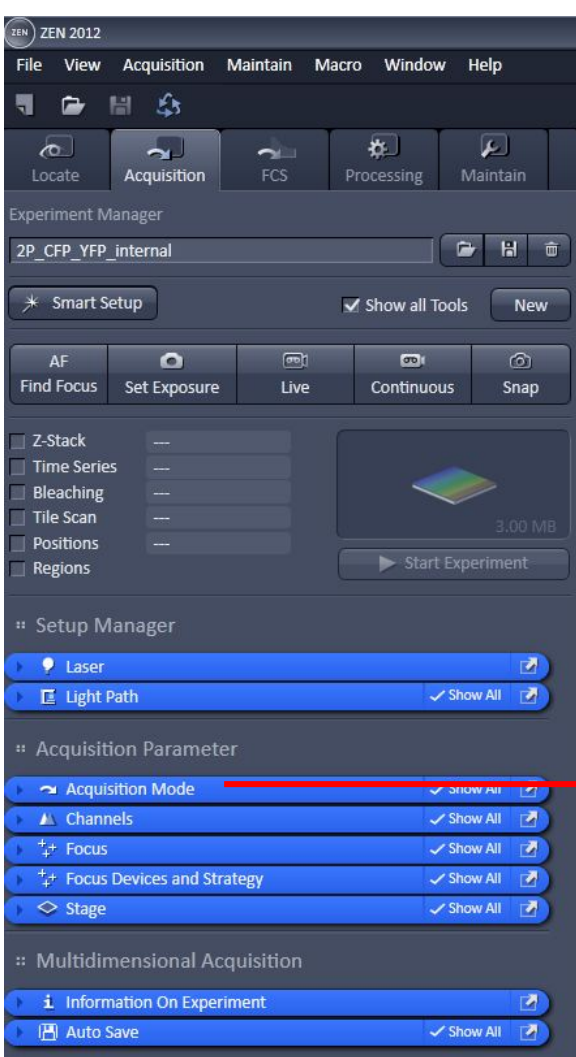 ZEN ZEN 2012
File View Acquisition Maintain Macro Window Help
Locate Acquisition FCS Processing Maintain
Experiment Manager
2P_CFP_YFP_internal
Smart Setup Show all Tools New
AF
Find Focus Set Exposure Live Continuous Snap
Z-Stack ---
Time Series ---
Bleaching ---
Tile Scan ---
Positions ---
Regions
3.00 MB
Start Experiment
Setup Manager
Laser
Light Path Show All
Acquisition Parameter
Acquisition Mode Show All
Channels Show All
Focus Show All
Focus Devices and Strategy Show All
Stage Show All
Multidimensional Acquisition
Information On Experiment
Auto Save Show All